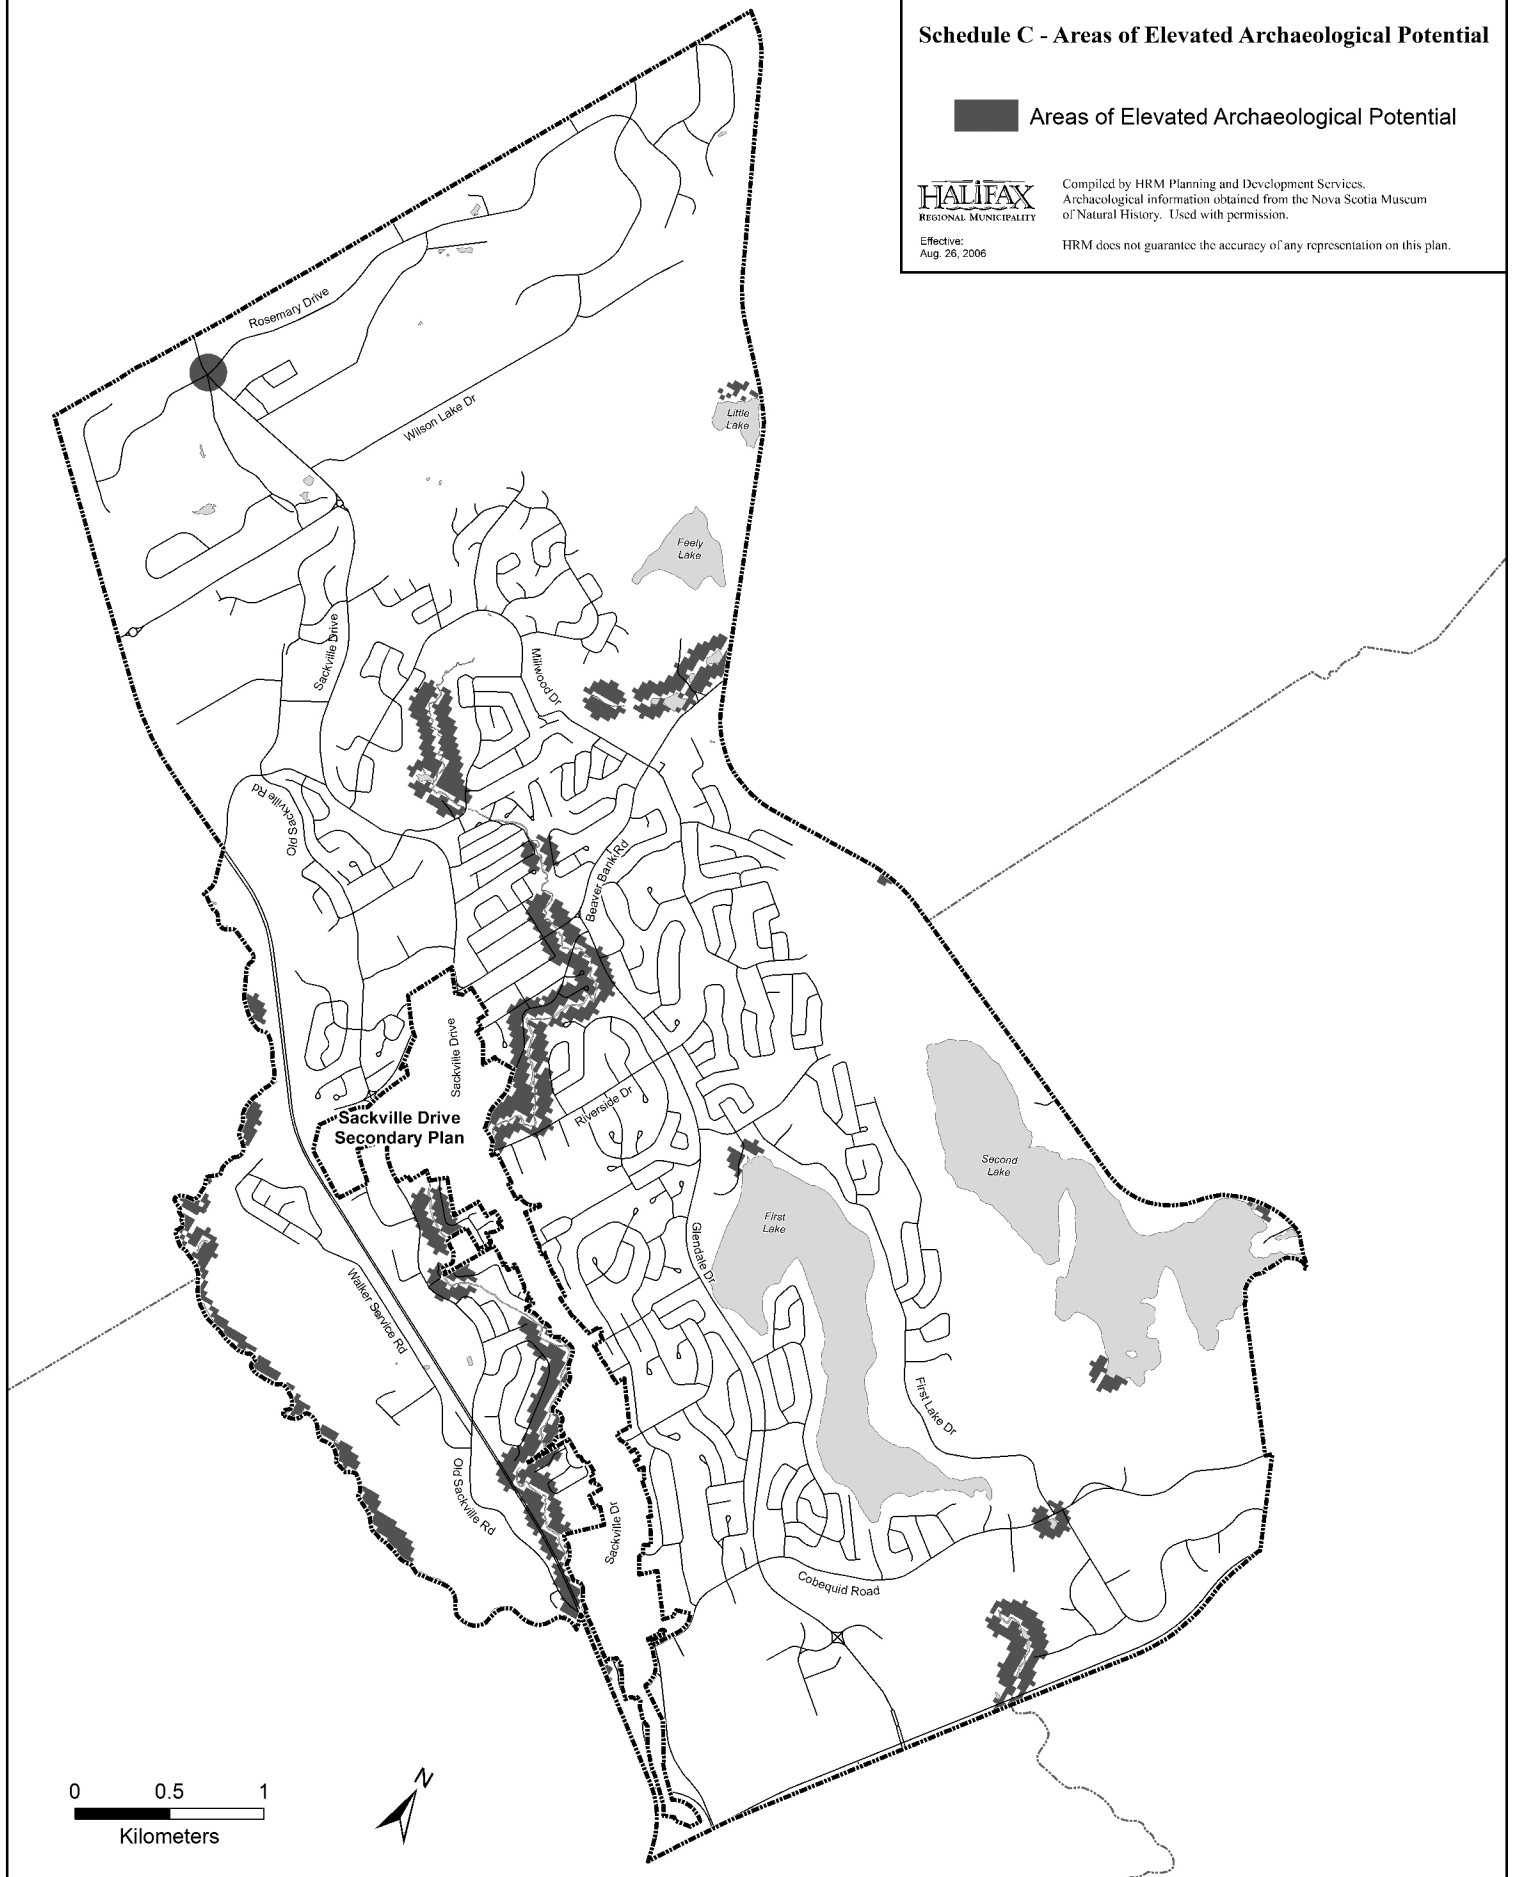 Schedule C - Areas of Elevated Archaeological Potential
Areas of Elevated Archaeological Potential
HALIFAX
REGIONAL MUNICIPALITY
Effective:
Aug. 26, 2006
Compiled by HRM Planning and Development Services.
Archaeological information obtained from the Nova Scotia Museum
of Natural History. Used with permission.
HRM does not guarantee the accuracy of any representation on this plan.
Rosemary Drive
Wilson Lake Dr
Little
Lake
Feely
Lake
Sackville Drive
Millwood Dr
Old Sackville Rd
Beaver Bank Rd
Sackville Drive
Riverside Dr
Sackville Drive
Secondary Plan
Second
Lake
First
Lake
Glendale Dr
Walker Service Rd
First Lake Dr
Old Sackville Rd
Sackville Dr
Cobequid Road
0 0.5 1
Kilometers
N